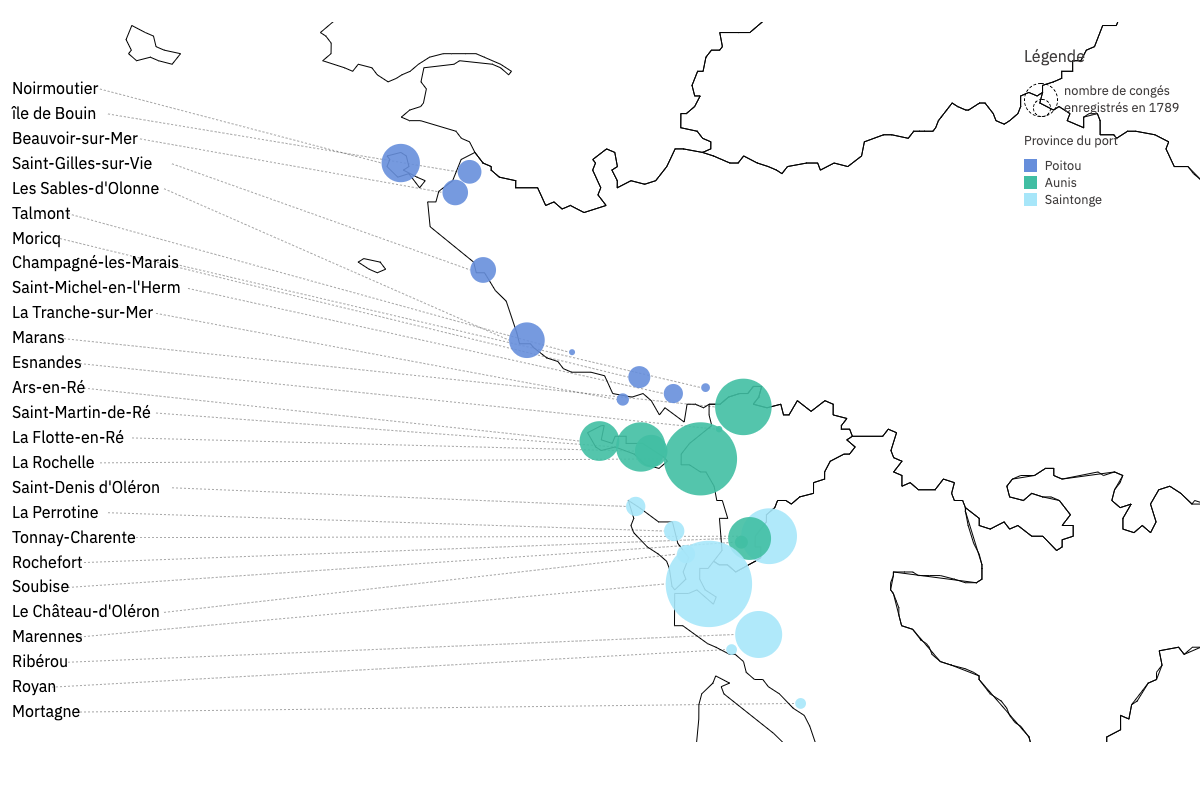 Noirmoutier
île de Bouin
Beauvoir-sur-Mer
Saint-Gilles-sur-Vie
Les Sables-d'Olonne
Talmont
Moricq
Champagné-les-Marais
Saint-Michel-en-l'Herm
La Tranche-sur-Mer
Marans
Esnandes
Ars-en-Ré
Saint-Martin-de-Ré
La Flotte-en-Ré
La Rochelle
Saint-Denis d'Oléron
La Perrotine
Tonnay-Charente
Rochefort
Soubise
Le Château-d'Oléron
Marennes
Ribérou
Royan
Mortagne
Légende
nombre de congés
enregistrés en 1789
Province du port
Poitou
Aunis
Saintonge